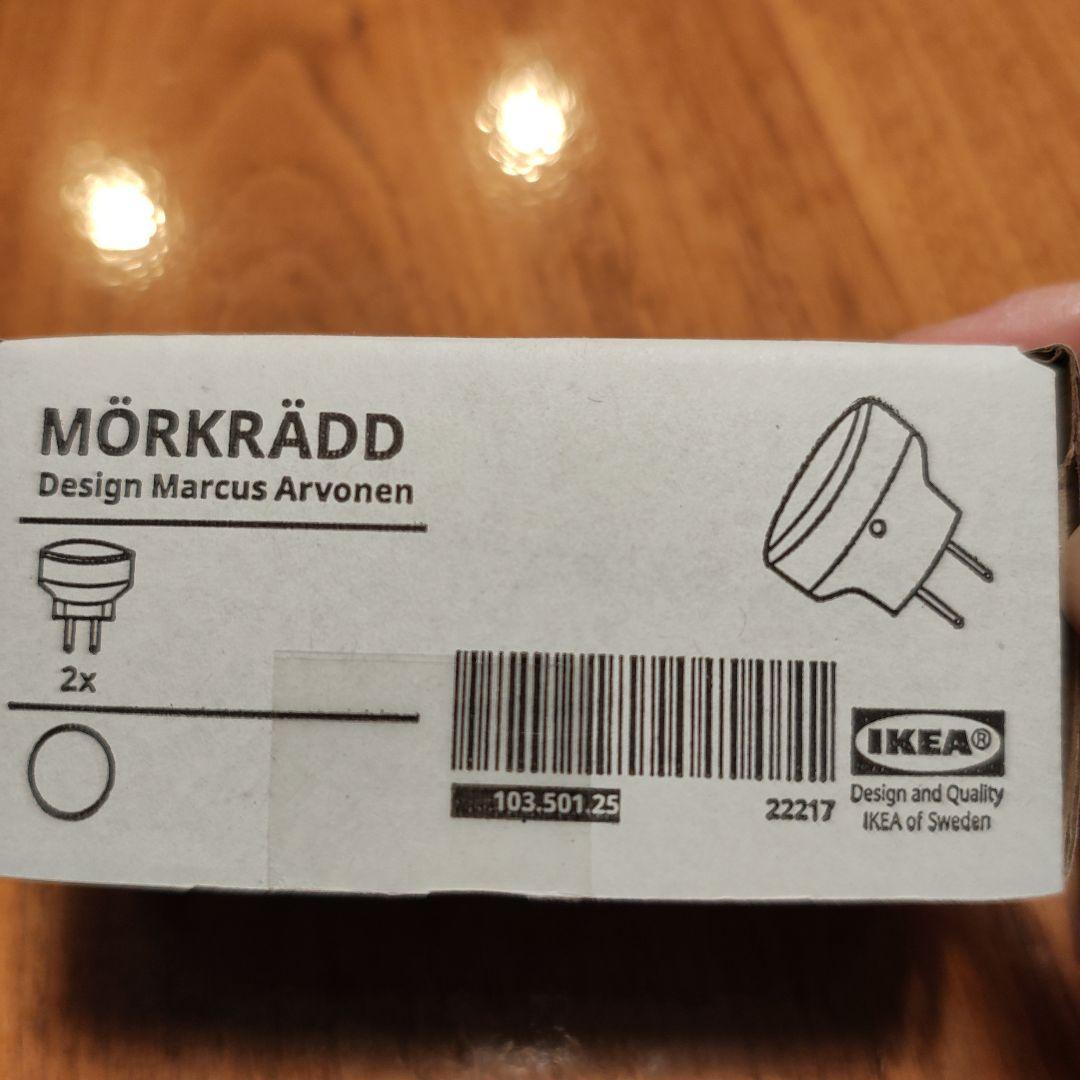 MÖRKRÄDD
Design Marcus Arvonen
2x
103.501.25
22217
IKEA®
Design and Quality
IKEA of Sweden